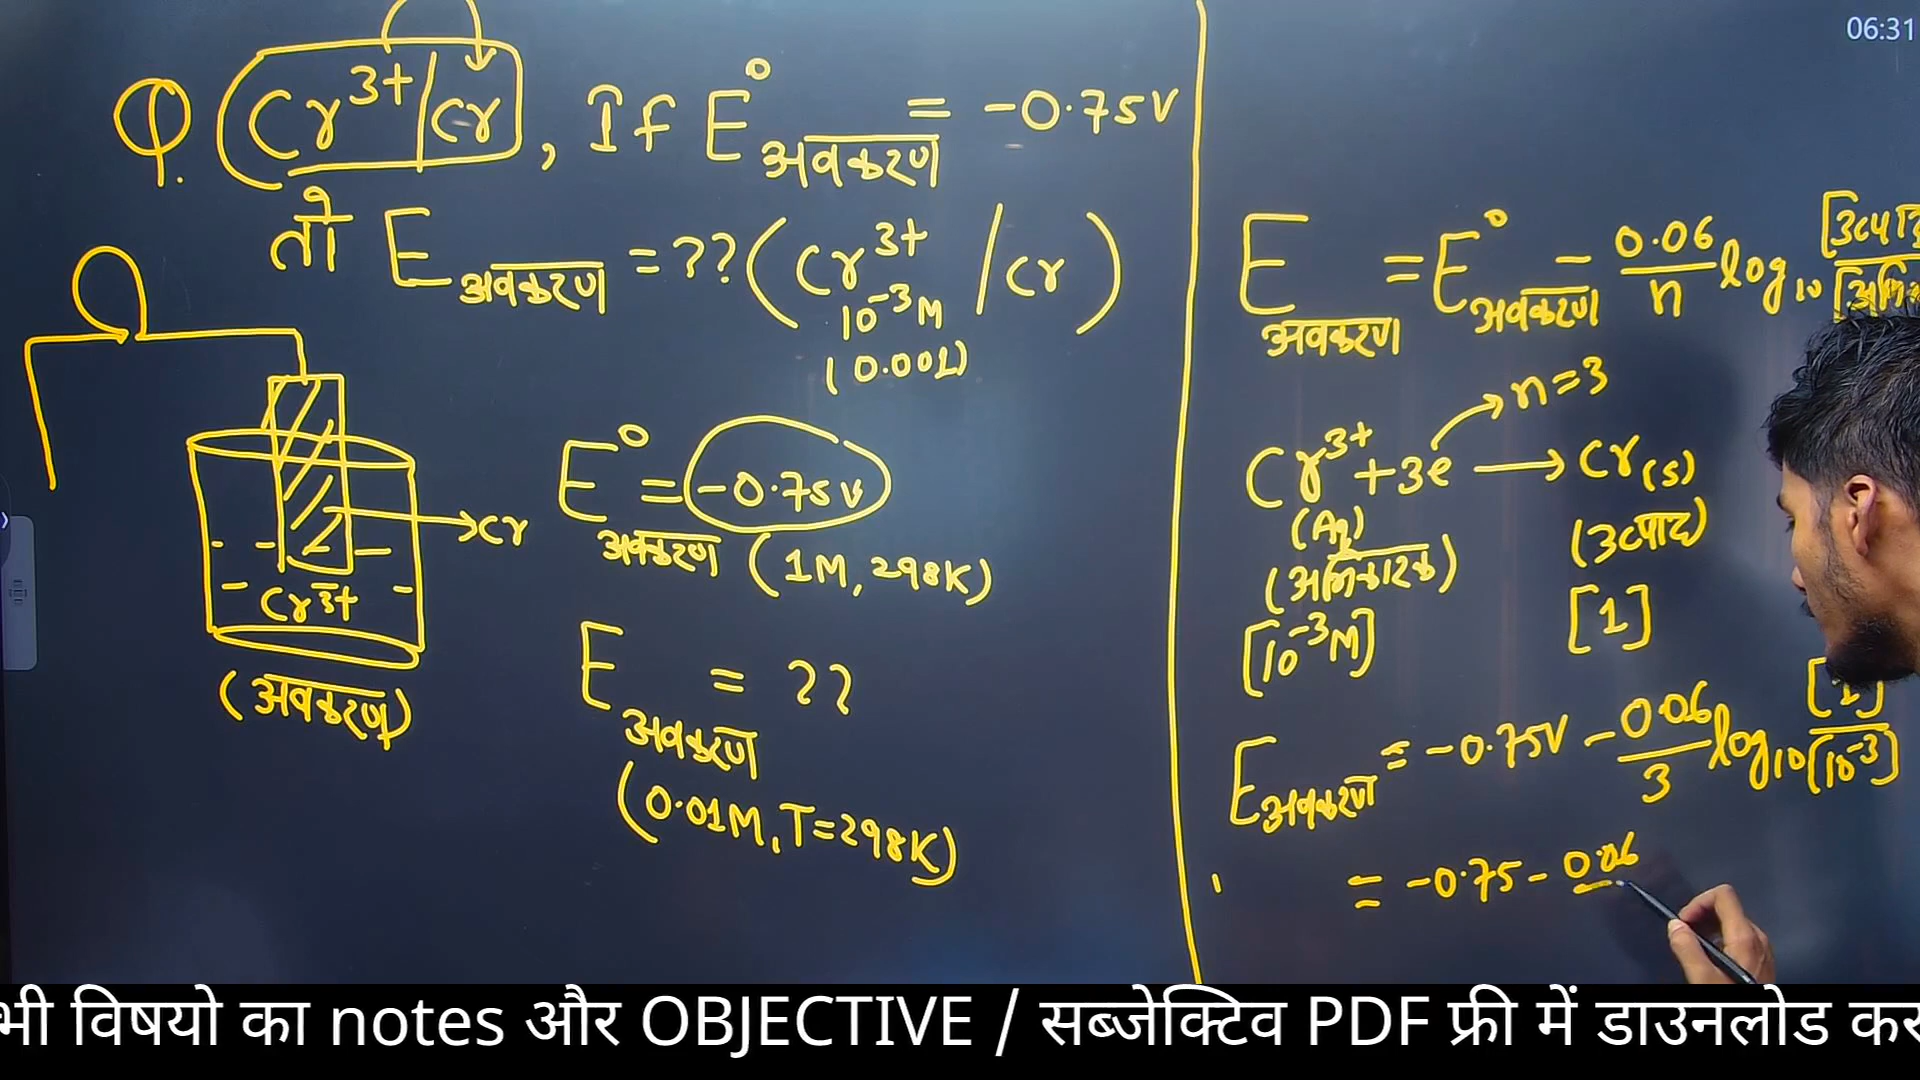 06:31
Q. (Cr³⁺/Cr, If E°अवकरण = -0.75V
तो Eअवकरण = ?? (Cr³⁺/Cr)
10⁻³M
(0.001)
Cr
Cr³⁺
(अवकरण)
E°अवकरण = -0.75V
(1M, 298K)
Eअवकरण = ??
(0.01M, T=298K)
Eअवकरण = E°अवकरण - 0.06/n log₁₀
n=3
Cr³⁺ + 3e → Cr(s)
(Aq) (उत्पाद)
(अभिकारक)
[10⁻³M] [1]
Eअवकरण = -0.75V - 0.06/3 log₁₀ [1]/[10⁻³]
= -0.75 - 0.06
भी विषयो का notes और OBJECTIVE / सब्जेक्टिव PDF फ्री में डाउनलोड कर